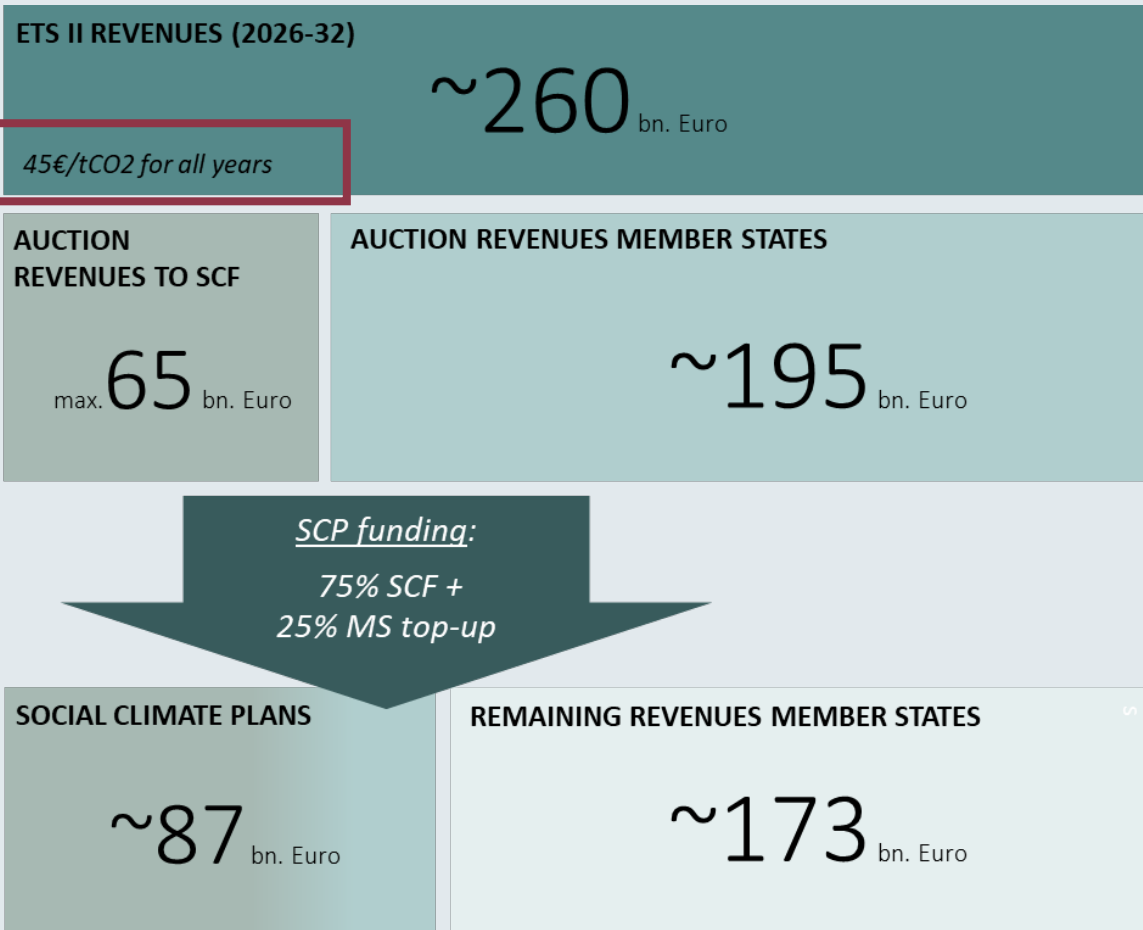 ETS II REVENUES (2026-32)
~260 bn. Euro
45€/tCO2 for all years
AUCTION
REVENUES TO SCF
max. 65 bn. Euro
AUCTION REVENUES MEMBER STATES
~195 bn. Euro
SCP funding:
75% SCF +
25% MS top-up
SOCIAL CLIMATE PLANS
~87 bn. Euro
REMAINING REVENUES MEMBER STATES
~173 bn. Euro
s